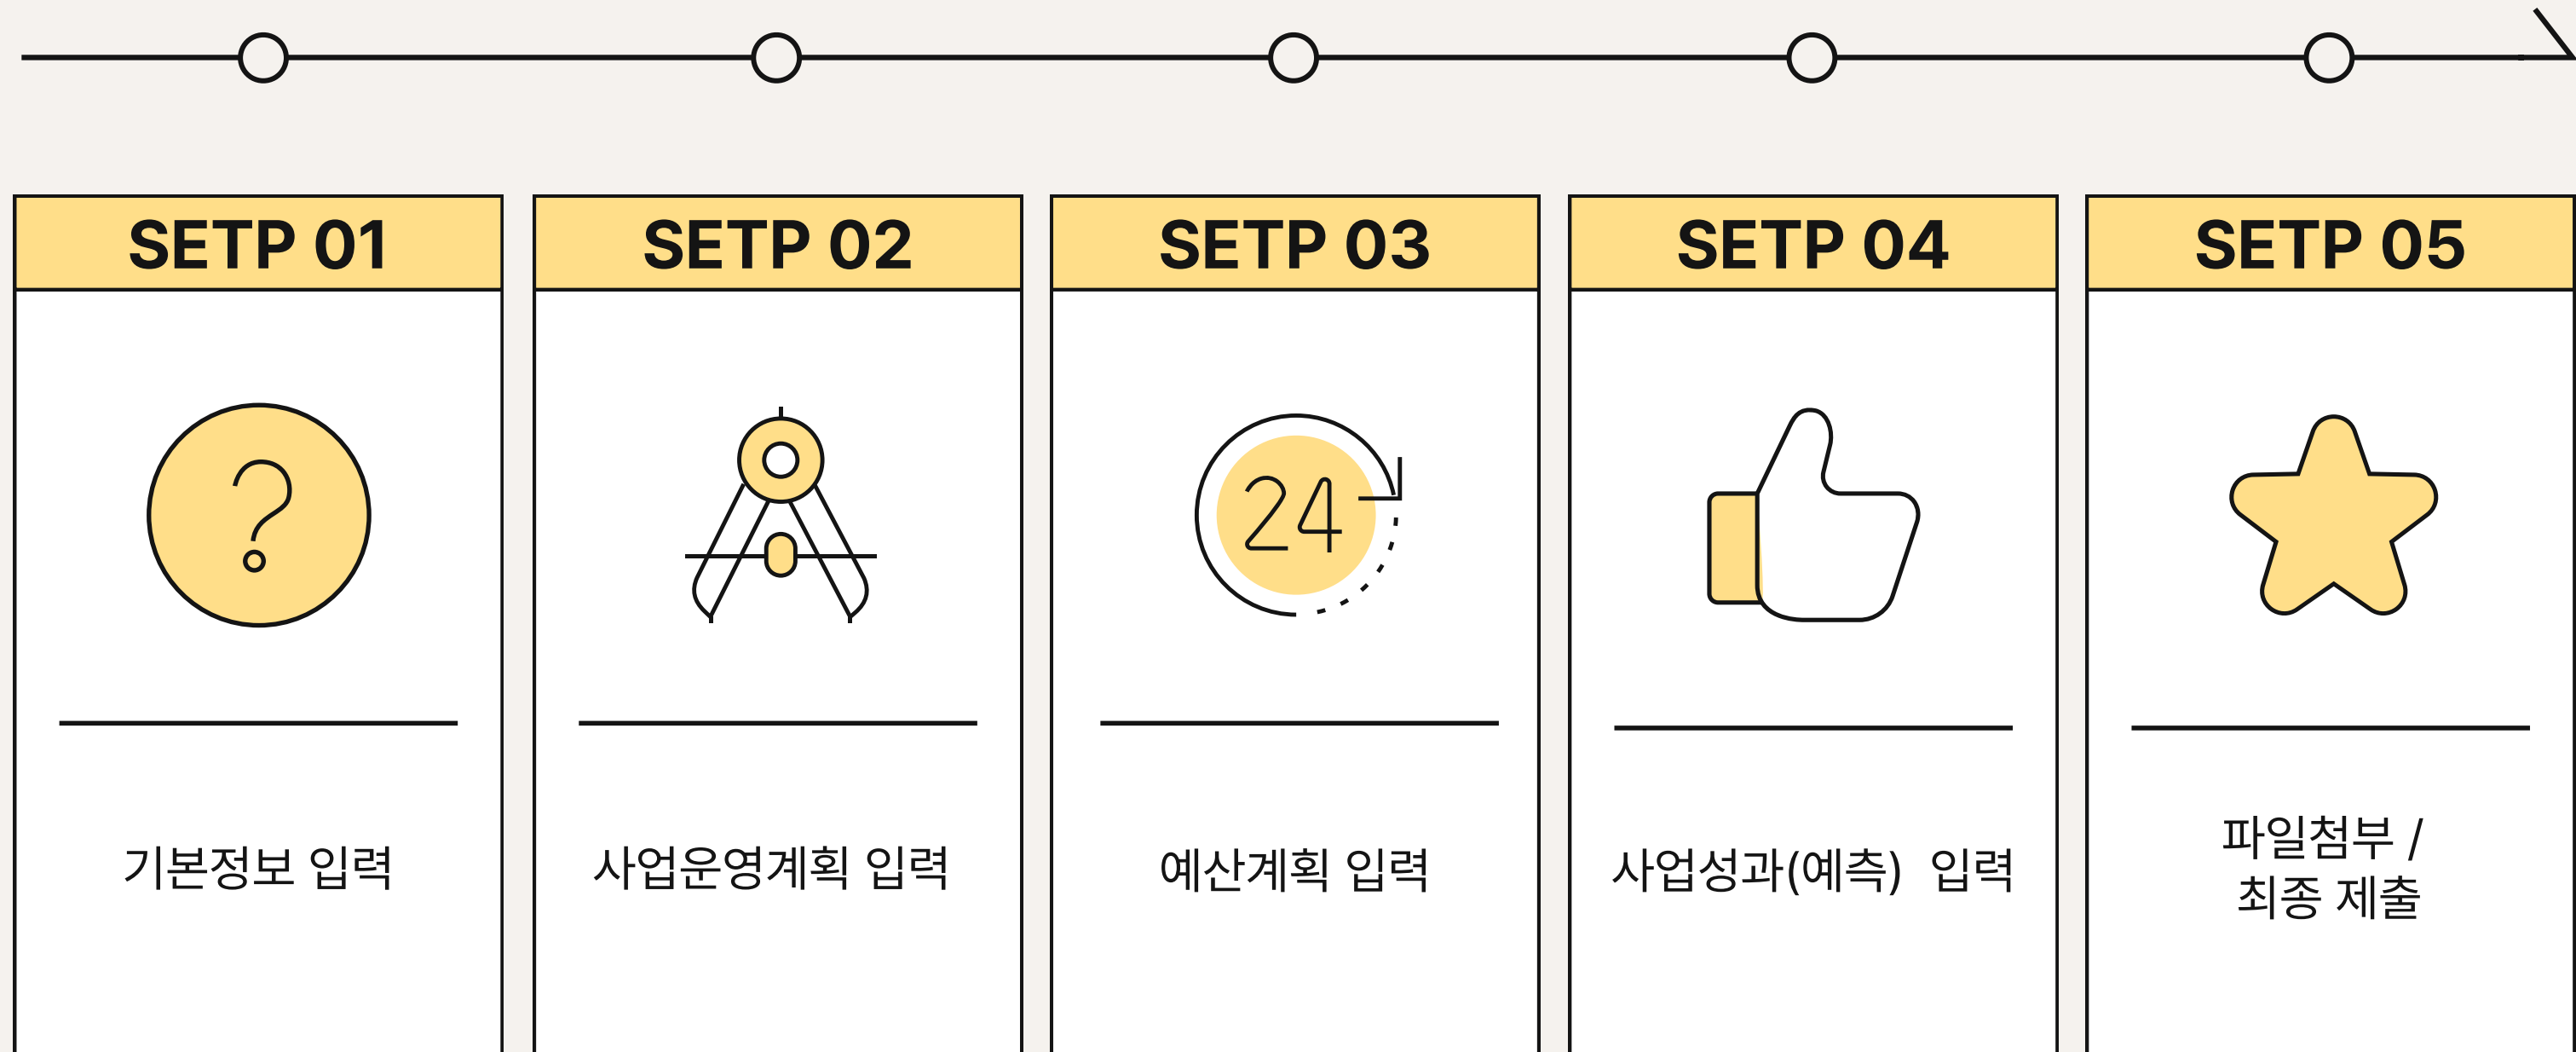 SETP 01
기본정보 입력
SETP 02
사업운영계획 입력
SETP 03
24
예산계획 입력
SETP 04
사업성과(예측) 입력
SETP 05
파일첨부 /
최종 제출